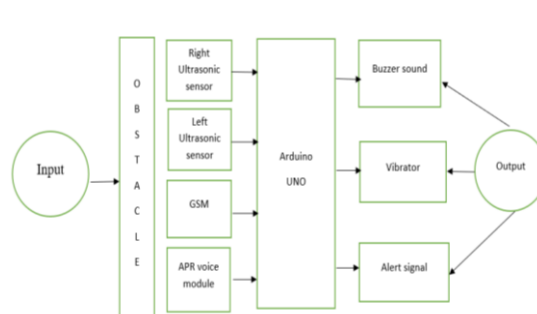 Input
O
B
S
T
A
C
L
E
Right
Ultrasonic
sensor
Left
Ultrasonic
sensor
GSM
APR voice
module
Arduino
UNO
Buzzer sound
Vibrator
Alert signal
Output